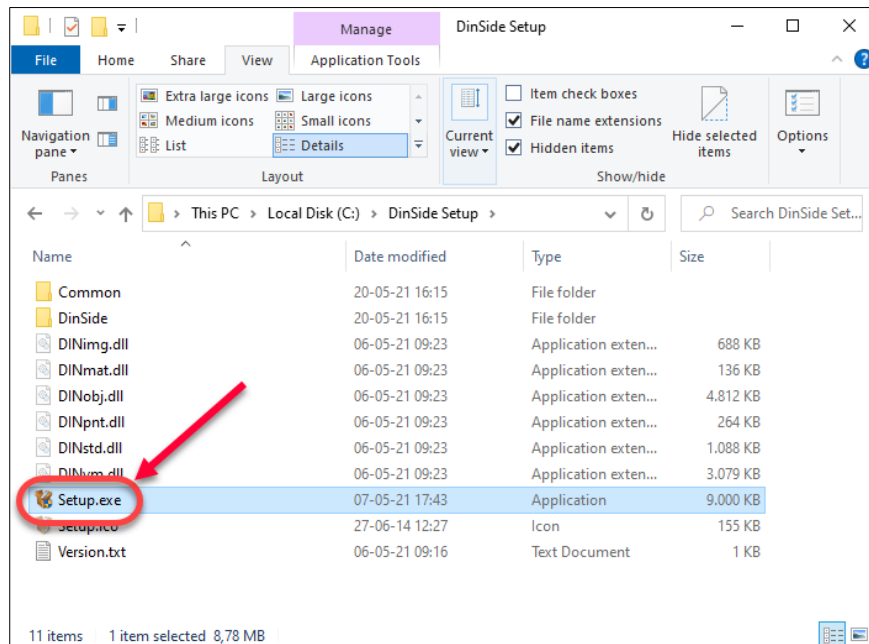 Manage
DinSide Setup
File Home Share View Application Tools
Extra large icons Large icons
Medium icons Small icons
List Details
Navigation pane
Current view
Item check boxes
File name extensions
Hidden items
Hide selected items
Options
Panes Layout Show/hide
This PC > Local Disk (C:) > DinSide Setup > Search DinSide Set...
Name Date modified Type Size
Common 20-05-21 16:15 File folder
DinSide 20-05-21 16:15 File folder
DINimg.dll 06-05-21 09:23 Application exten... 688 KB
DINmat.dll 06-05-21 09:23 Application exten... 136 KB
DINobj.dll 06-05-21 09:23 Application exten... 4.812 KB
DINpnt.dll 06-05-21 09:23 Application exten... 264 KB
DINstd.dll 06-05-21 09:23 Application exten... 1.088 KB
06-05-21 09:23 Application exten... 3.079 KB
Setup.exe 07-05-21 17:43 Application 9.000 KB
Setup.ico 27-06-14 12:27 Icon 155 KB
Version.txt 06-05-21 09:16 Text Document 1 KB
11 items 1 item selected 8,78 MB